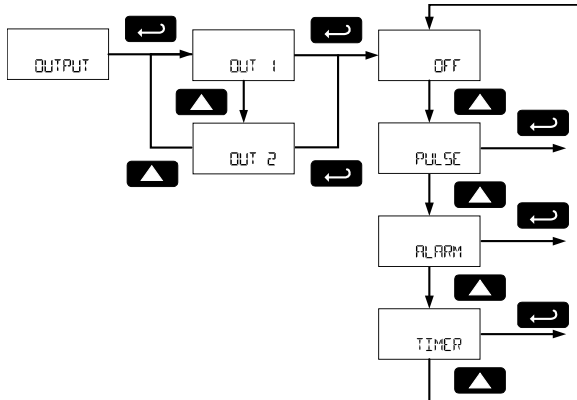 OUTPUT
OUT 1
OUT 2
OFF
PULSE
ALARM
TIMER